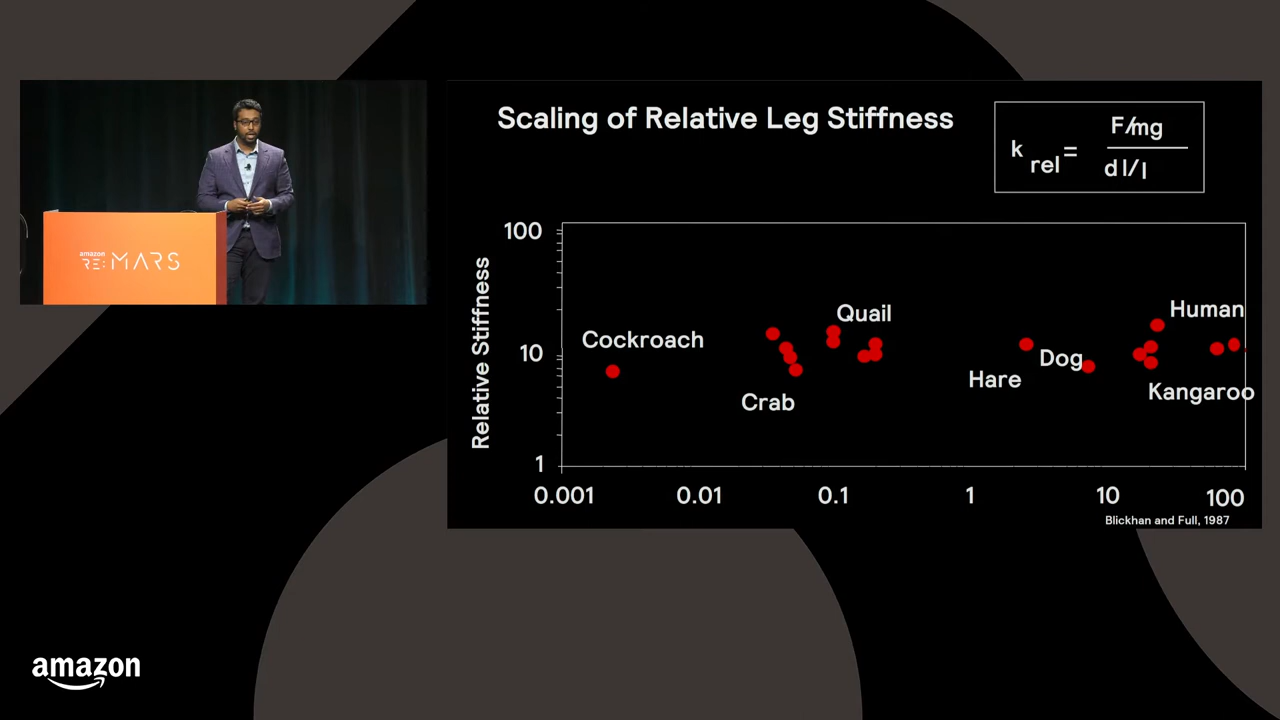 Scaling of Relative Leg Stiffness
k rel = F/mg
dl/l
amazon
RE:MARS
Relative Stiffness
100
10
1
Cockroach
Crab
Quail
Hare
Dog
Human
Kangaroo
0.001 0.01 0.1 1 10 100
Blickhan and Full, 1987
amazon